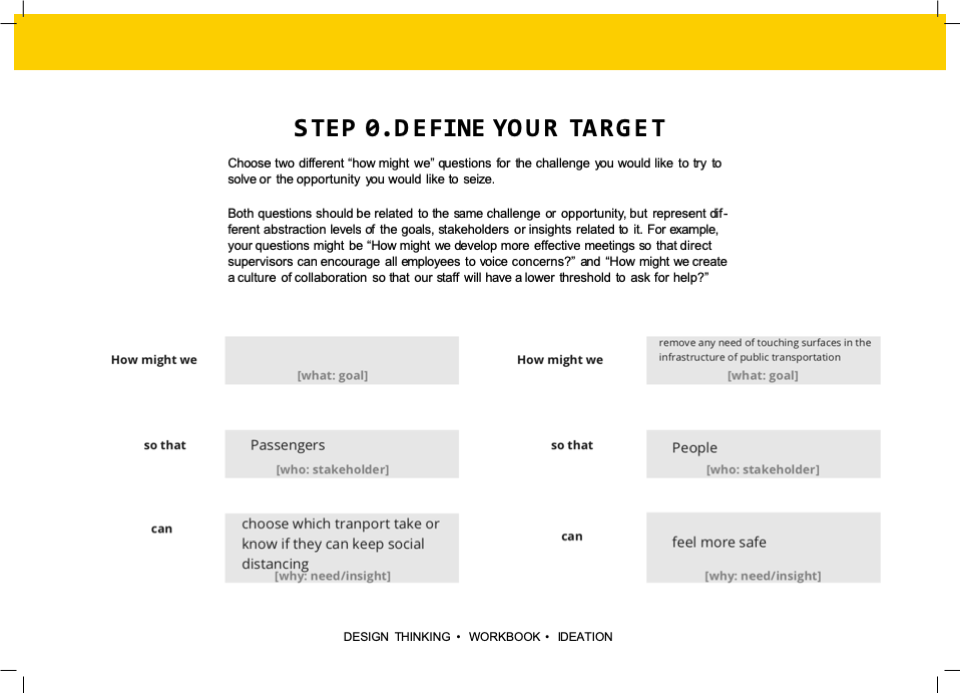 STEP 0.DEFINE YOUR TARGET
Choose two different “how might we” questions for the challenge you would like to try to
solve or the opportunity you would like to seize.
Both questions should be related to the same challenge or opportunity, but represent dif-
ferent abstraction levels of the goals, stakeholders or insights related to it. For example,
your questions might be “How might we develop more effective meetings so that direct
supervisors can encourage all employees to voice concerns?” and “How might we create
a culture of collaboration so that our staff will have a lower threshold to ask for help?”
How might we
[what: goal]
so that
Passengers
[who: stakeholder]
can
choose which tranport take or
know if they can keep social
distancing
[why: need/insight]
How might we
remove any need of touching surfaces in the
infrastructure of public transportation
[what: goal]
so that
People
[who: stakeholder]
can
feel more safe
[why: need/insight]
DESIGN THINKING • WORKBOOK • IDEATION